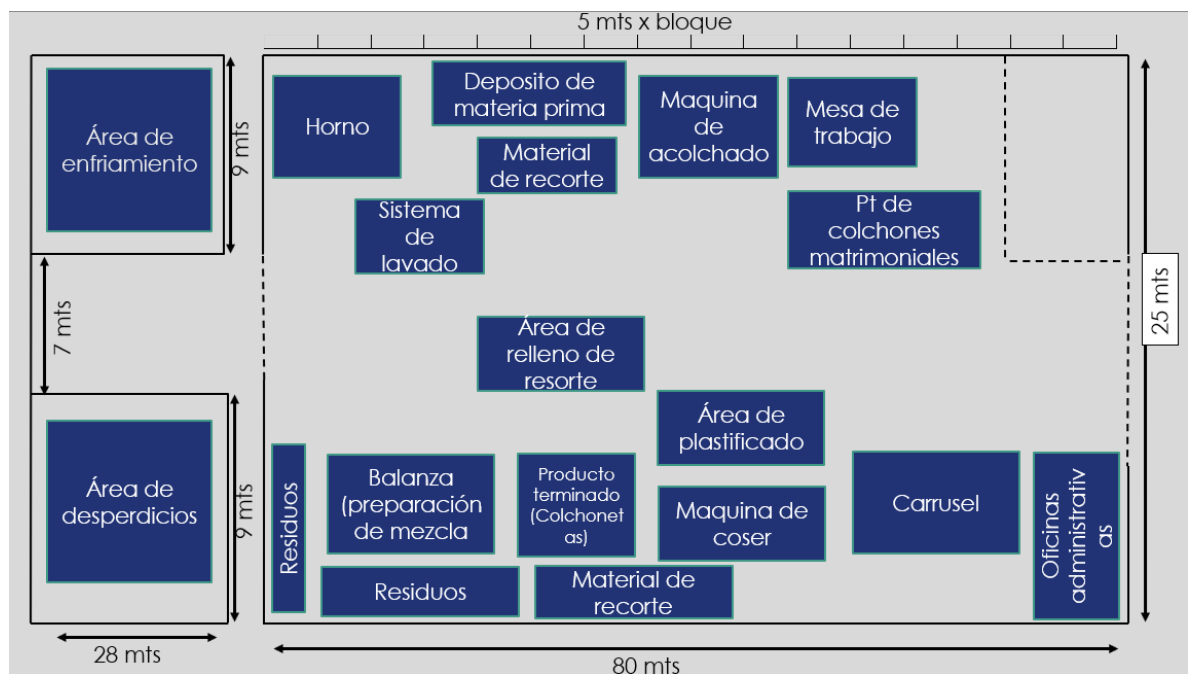 5 mts x bloque
Área de
enfriamiento
9 mts
Horno
Deposito de
materia prima
Material
de recorte
Sistema
de
lavado
Maquina
de
acolchado
Mesa de
trabajo
Pt de
colchones
matrimoniales
25 mts
7 mts
Área de
relleno de
resorte
Área de
plastificado
Área de
desperdicios
9 mts
Residuos
Balanza
(preparación
de mezcla
Producto
terminado
(Colchonet
as)
Maquina de
coser
Carrusel
Oficinas
administrativ
as
Residuos
Material de
recorte
28 mts
80 mts